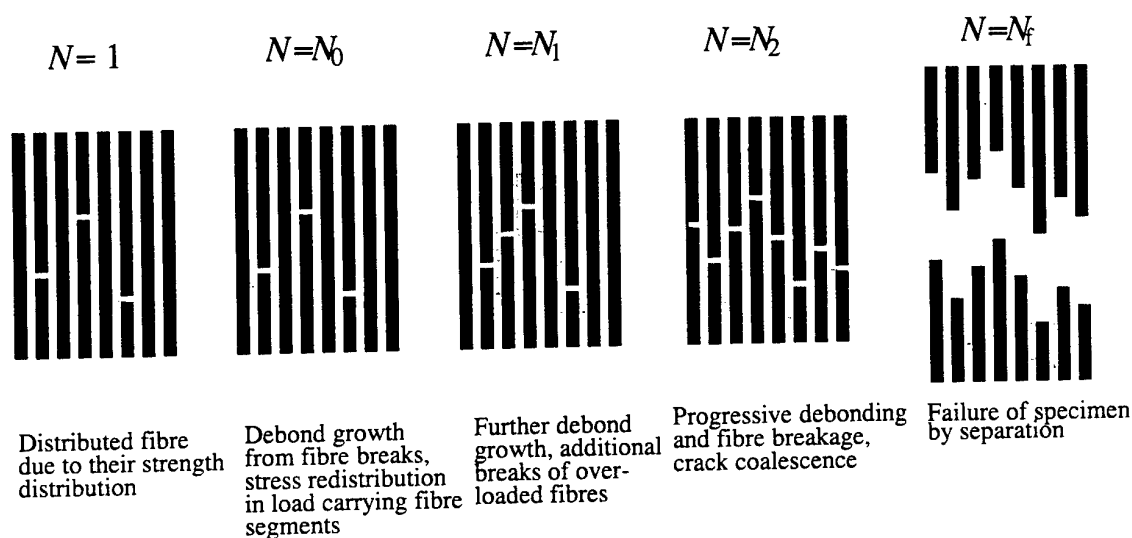 N= 1
N=N0
N=N1
N=N2
N=Nf
Distributed fibre
due to their strength
distribution
Debond growth
from fibre breaks,
stress redistribution
in load carrying fibre
segments
Further debond
growth, additional
breaks of over-
loaded fibres
Progressive debonding
and fibre breakage,
crack coalescence
Failure of specimen
by separation